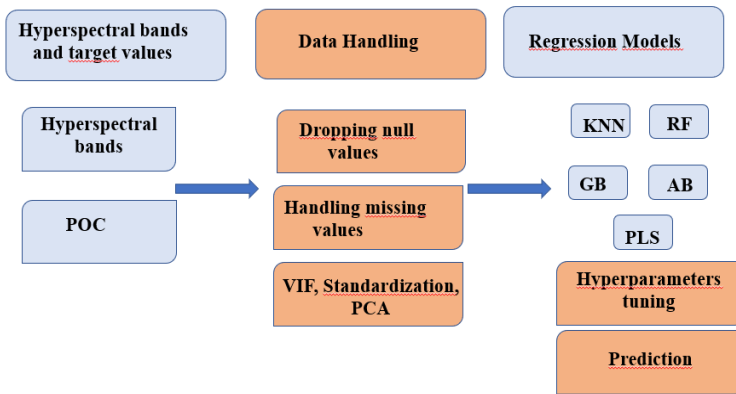 Hyperspectral bands
and target values
Data Handling
Regression Models
Hyperspectral
bands
POC
Dropping null
values
Handling missing
values
VIF, Standardization,
PCA
KNN
RF
GB
AB
PLS
Hyperparameters
tuning
Prediction